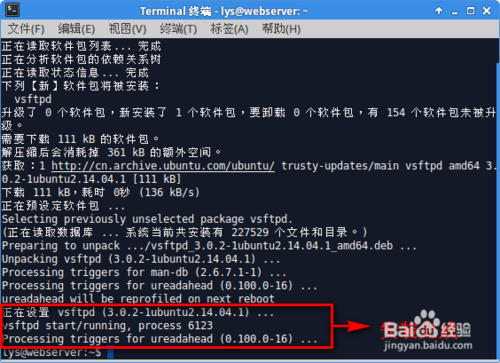 Terminal 终端 - lys@webserver: ~
文件(F) 编辑(E) 视图(V) 终端(T) 标签(A) 帮助(H)
正在读取软件包列表... 完成
正在分析软件包的依赖关系树
正在读取状态信息... 完成
下列【新】软件包将被安装：
vsftpd
升级了 0 个软件包，新安装了 1 个软件包，要卸载 0 个软件包，有 154 个软件包未被升
级。
需要下载 111 kB 的软件包。
解压缩后会消耗掉 361 kB 的额外空间。
获取：1 http://cn.archive.ubuntu.com/ubuntu/ trusty-updates/main vsftpd amd64 3.
0.2-1ubuntu2.14.04.1 [111 kB]
下载 111 kB，耗时 0秒 (136 kB/s)
正在预设定软件包 ...
Selecting previously unselected package vsftpd.
(正在读取数据库 ... 系统当前共安装有 227529 个文件和目录。)
Preparing to unpack .../vsftpd_3.0.2-1ubuntu2.14.04.1_amd64.deb ...
Unpacking vsftpd (3.0.2-1ubuntu2.14.04.1) ...
Processing triggers for man-db (2.6.7.1-1) ...
Processing triggers for ureadahead (0.100.0-16) ...
ureadahead will be reprofiled on next reboot
正在设置 vsftpd (3.0.2-1ubuntu2.14.04.1) ...
vsftpd start/running, process 6123
Processing triggers for ureadahead (0.100.0-16) ...
lys@webserver:~$
Baidu 经验